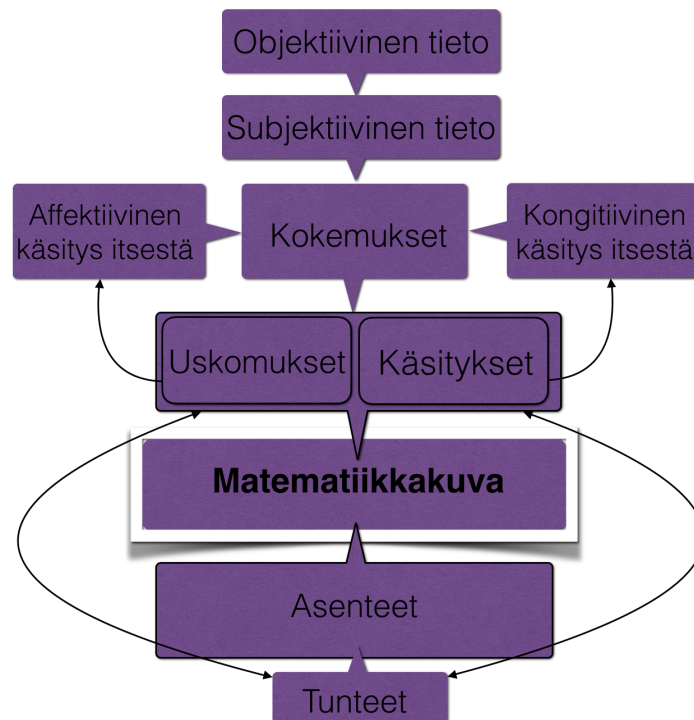 Objektiivinen tieto
Subjektiivinen tieto
Affektiivinen
käsitys itsestä
Kokemukset
Kongitiivinen
käsitys itsestä
Uskomukset
Käsitykset
Matematiikkakuva
Asenteet
Tunteet